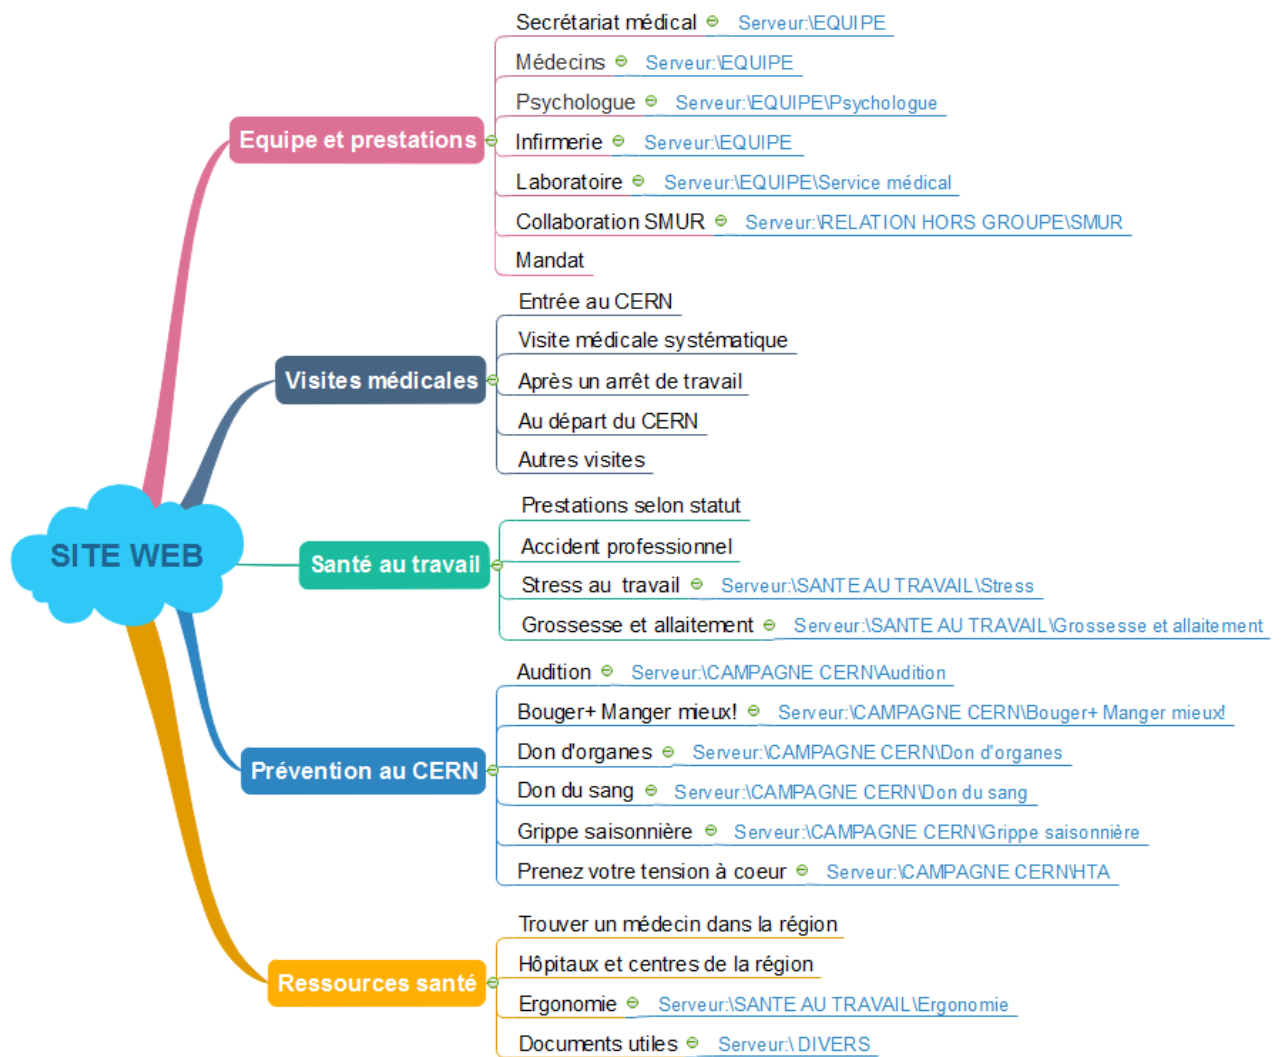 Secrétariat médical Serveur:\EQUIPE
Médecins Serveur:\EQUIPE
Psychologue Serveur:\EQUIPE\Psychologue
Equipe et prestations
Infirmerie Serveur:\EQUIPE
Laboratoire Serveur:\EQUIPE\Service médical
Collaboration SMUR Serveur:\RELATION HORS GROUPE\SMUR
Mandat
Entrée au CERN
Visite médicale systématique
Visites médicales
Après un arrêt de travail
Au départ du CERN
Autres visites
SITE WEB
Prestations selon statut
Accident professionnel
Santé au travail
Stress au travail Serveur:\SANTE AU TRAVAIL\Stress
Grossesse et allaitement Serveur:\SANTE AU TRAVAIL\Grossesse et allaitement
Audition Serveur:\CAMPAGNE CERN\Audition
Bouger+ Manger mieux! Serveur:\CAMPAGNE CERN\Bouger+ Manger mieux!
Don d'organes Serveur:\CAMPAGNE CERN\Don d'organes
Prévention au CERN
Don du sang Serveur:\CAMPAGNE CERN\Don du sang
Grippe saisonnière Serveur:\CAMPAGNE CERN\Grippe saisonnière
Prenez votre tension à coeur Serveur:\CAMPAGNE CERN\HTA
Trouver un médecin dans la région
Hôpitaux et centres de la région
Ressources santé
Ergonomie Serveur:\SANTE AU TRAVAIL\Ergonomie
Documents utiles Serveur:\ DIVERS